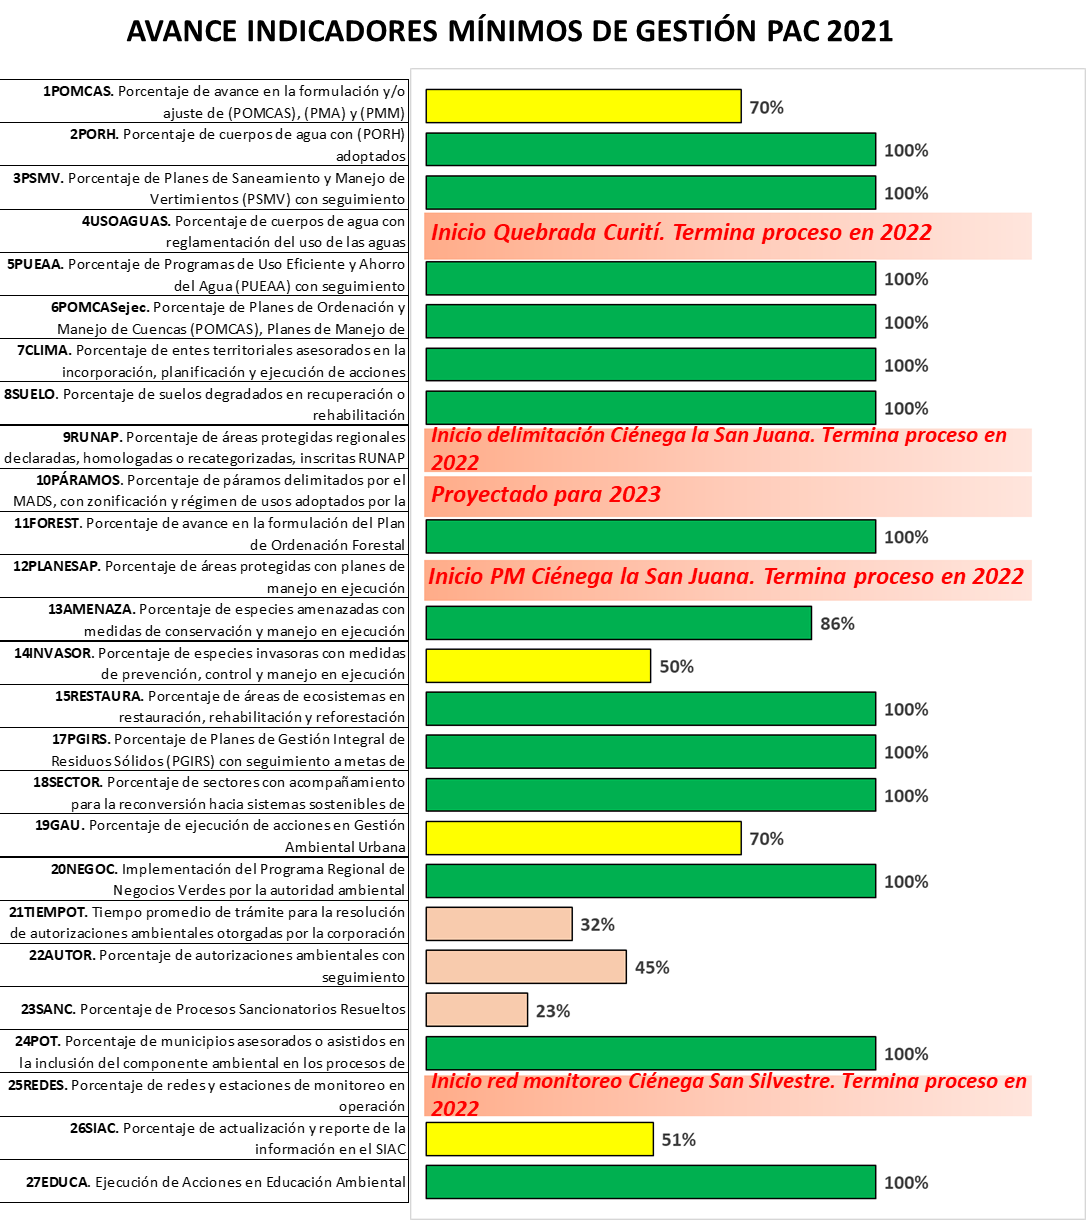 AVANCE INDICADORES MÍNIMOS DE GESTIÓN PAC 2021
1POMCAS. Porcentaje de avance en la formulación y/o
ajuste de (POMCAS), (PMA) y (PMM)
70%
2PORH. Porcentaje de cuerpos de agua con (PORH)
adoptados
100%
3PSMV. Porcentaje de Planes de Saneamiento y Manejo de
Vertimientos (PSMV) con seguimiento
100%
4USOAGUAS. Porcentaje de cuerpos de agua con
reglamentación del uso de las aguas
Inicio Quebrada Curití. Termina proceso en 2022
5PUEAA. Porcentaje de Programas de Uso Eficiente y Ahorro
del Agua (PUEAA) con seguimiento
100%
6POMCASejec. Porcentaje de Planes de Ordenación y
Manejo de Cuencas (POMCAS), Planes de Manejo de
100%
7CLIMA. Porcentaje de entes territoriales asesorados en la
incorporación, planificación y ejecución de acciones
100%
8SUELO. Porcentaje de suelos degradados en recuperación o
rehabilitación
100%
9RUNAP. Porcentaje de áreas protegidas regionales
declaradas, homologadas o recategorizadas, inscritas RUNAP
Inicio delimitación Ciénega la San Juana. Termina proceso en
2022
10PÁRAMOS. Porcentaje de páramos delimitados por el
MADS, con zonificación y régimen de usos adoptados por la
Proyectado para 2023
11FOREST. Porcentaje de avance en la formulación del Plan
de Ordenación Forestal
100%
12PLANESAP. Porcentaje de áreas protegidas con planes de
manejo en ejecución
Inicio PM Ciénega la San Juana. Termina proceso en 2022
13AMENAZA. Porcentaje de especies amenazadas con
medidas de conservación y manejo en ejecución
86%
14INVASOR. Porcentaje de especies invasoras con medidas
de prevención, control y manejo en ejecución
50%
15RESTAURA. Porcentaje de áreas de ecosistemas en
restauración, rehabilitación y reforestación
100%
17PGIRS. Porcentaje de Planes de Gestión Integral de
Residuos Sólidos (PGIRS) con seguimiento a metas de
100%
18SECTOR. Porcentaje de sectores con acompañamiento
para la reconversión hacia sistemas sostenibles de
100%
19GAU. Porcentaje de ejecución de acciones en Gestión
Ambiental Urbana
70%
20NEGOC. Implementación del Programa Regional de
Negocios Verdes por la autoridad ambiental
100%
21TIEMPOT. Tiempo promedio de trámite para la resolución
de autorizaciones ambientales otorgadas por la corporación
32%
22AUTOR. Porcentaje de autorizaciones ambientales con
seguimiento
45%
23SANC. Porcentaje de Procesos Sancionatorios Resueltos
23%
24POT. Porcentaje de municipios asesorados o asistidos en
la inclusión del componente ambiental en los procesos de
100%
25REDES. Porcentaje de redes y estaciones de monitoreo en
operación
Inicio red monitoreo Ciénega San Silvestre. Termina proceso en
2022
26SIAC. Porcentaje de actualización y reporte de la
información en el SIAC
51%
27EDUCA. Ejecución de Acciones en Educación Ambiental
100%